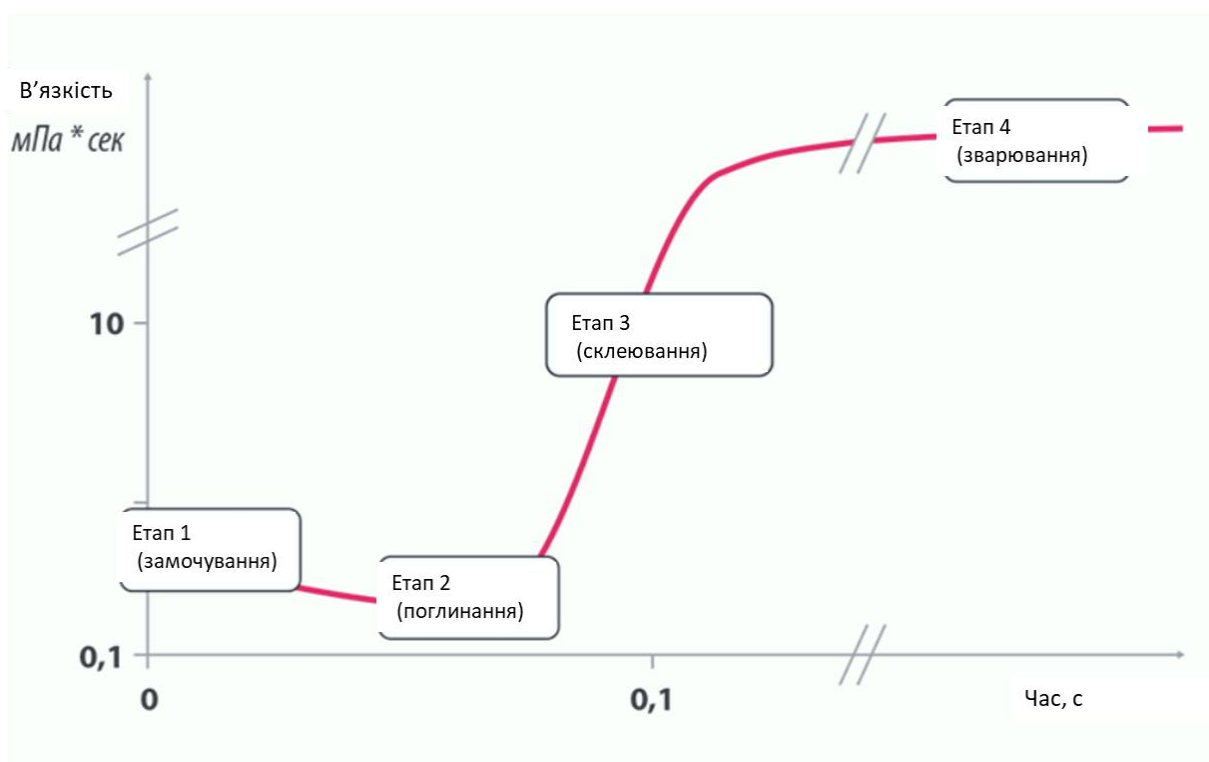 В’язкість
мПа * сек
Етап 4
(зварювання)
10
Етап 3
(склеювання)
Етап 1
(замочування)
Етап 2
(поглинання)
0,1
0
0,1
Час, с